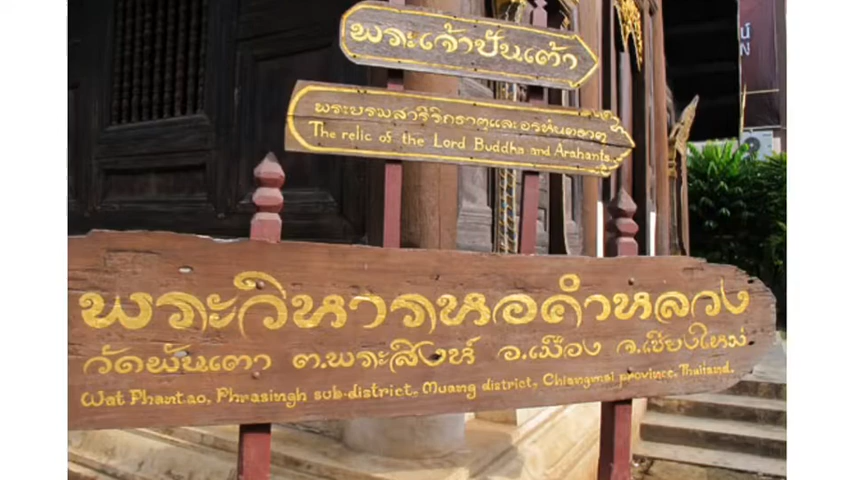 พระเจ้าปันเต้า
พระบรมสารีริกธาตุและอรหันตธาตุ
The relic of the Lord Buddha and Arahants
พระวิหารหอคำหลวง
วัดพันเตา ต.พระสิงห์ อ.เมือง จ.เชียงใหม่
Wat Phantao, Phrasingh sub-district, Muang district, Chiangmai province, Thailand.
น์
N